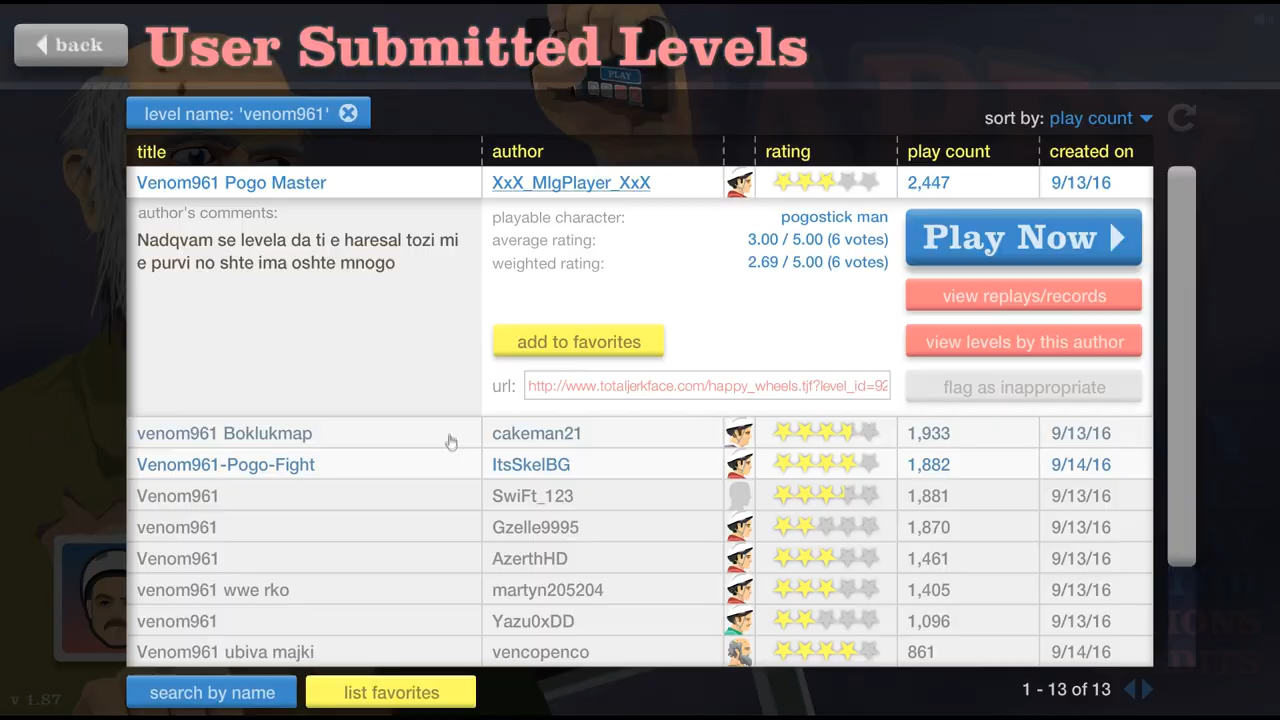 back
User Submitted Levels
PLAY
level name: 'venom961'
sort by: play count
title author rating play count created on
Venom961 Pogo Master XxX_MlgPlayer_XxX 2,447 9/13/16
author's comments:
Nadqvam se levela da ti e haresal tozi mi
e purvi no shte ima oshte mnogo
playable character: pogostick man
average rating: 3.00 / 5.00 (6 votes)
weighted rating: 2.69 / 5.00 (6 votes)
add to favorites
url: http://www.totaljerkface.com/happy_wheels.tjf?level_id=92
Play Now
view replays/records
view levels by this author
flag as inappropriate
venom961 Boklukmap cakeman21 1,933 9/13/16
Venom961-Pogo-Fight ItsSkelBG 1,882 9/14/16
Venom961 SwiFt_123 1,881 9/13/16
venom961 Gzelle9995 1,870 9/13/16
Venom961 AzerthHD 1,461 9/13/16
venom961 wwe rko martyn205204 1,405 9/13/16
venom961 Yazu0xDD 1,096 9/13/16
Venom961 ubiva majki vencopenco 861 9/14/16
search by name
list favorites
1 - 13 of 13
v 1.87